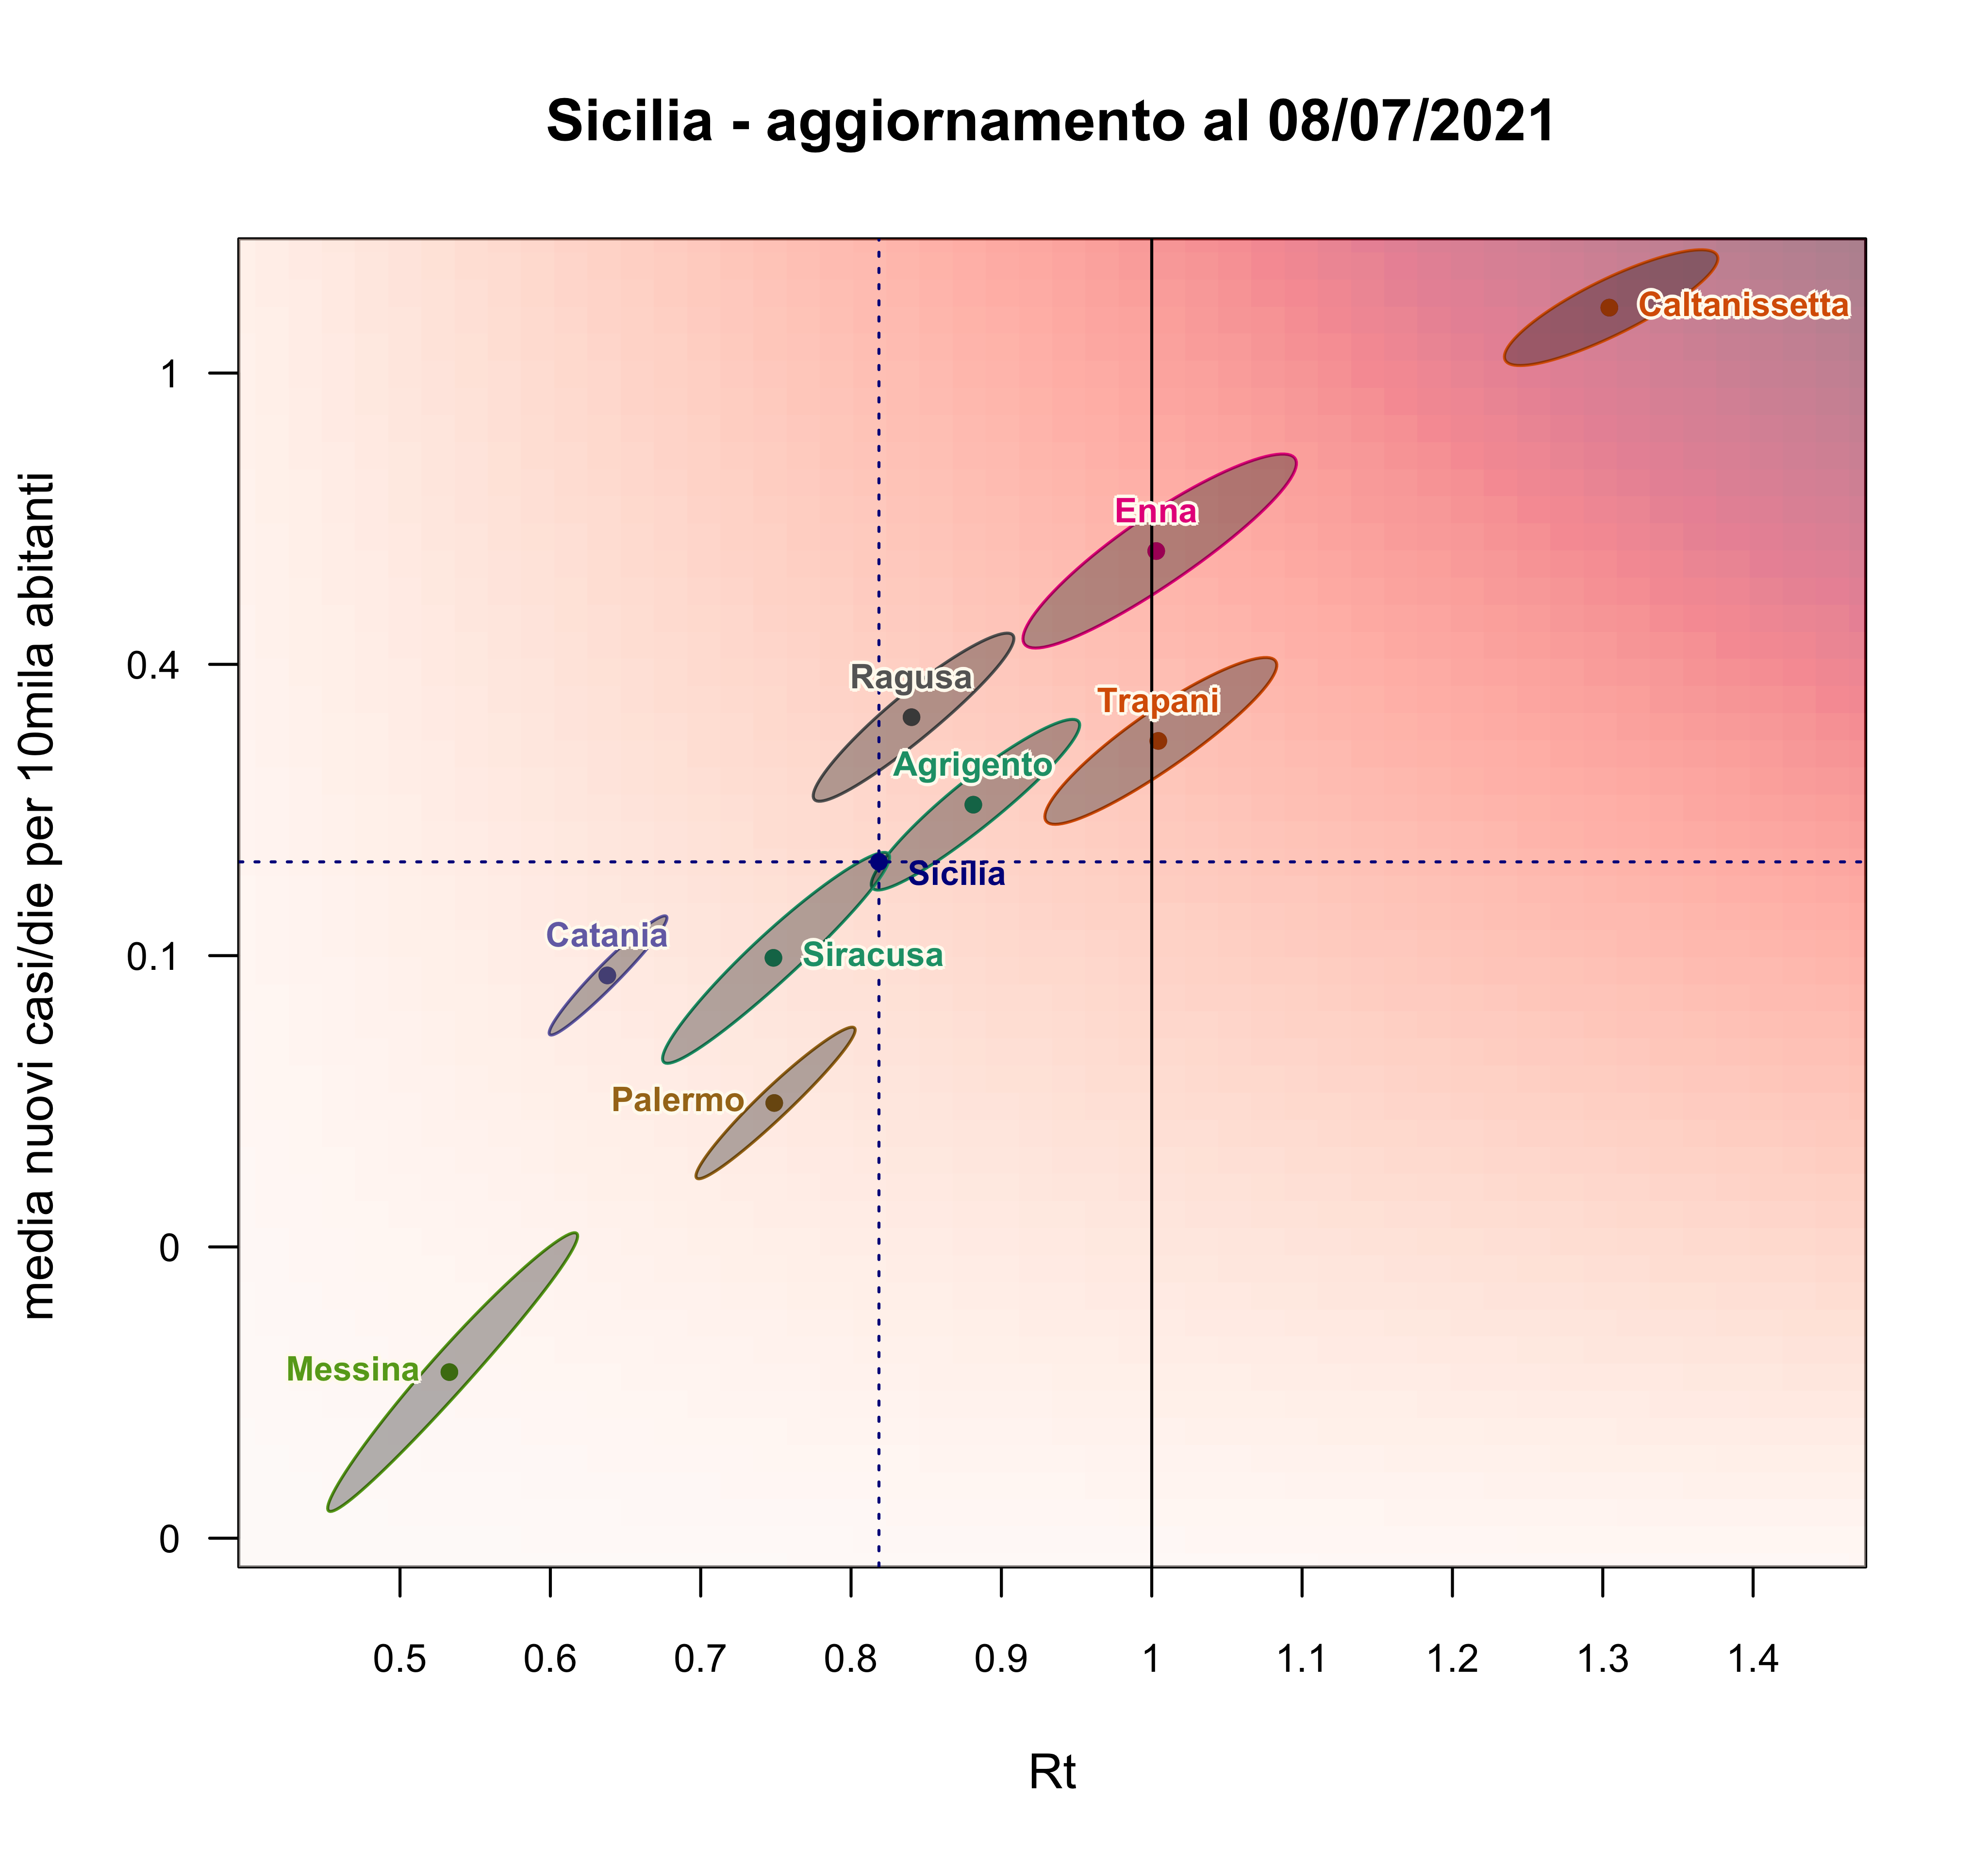 Sicilia - aggiornamento al 08/07/2021
media nuovi casi/die per 10mila abitanti
1
0.4
0.1
0
0
Caltanissetta
Enna
Ragusa
Trapani
Agrigento
Sicilia
Catania
Siracusa
Palermo
Messina
0.5 0.6 0.7 0.8 0.9 1 1.1 1.2 1.3 1.4
Rt